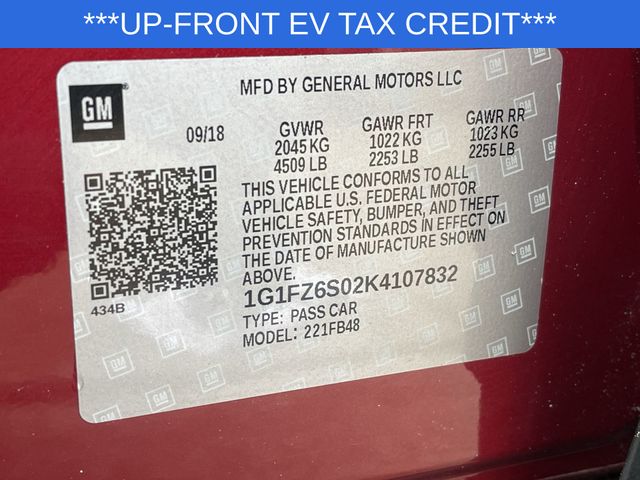 ***UP-FRONT EV TAX CREDIT***
GM
MFD BY GENERAL MOTORS LLC
09/18
GVWR
2045 KG
4509 LB
GAWR FRT
1022 KG
2253 LB
GAWR RR
1023 KG
2255 LB
THIS VEHICLE CONFORMS TO ALL
APPLICABLE U.S. FEDERAL MOTOR
VEHICLE SAFETY, BUMPER, AND THEFT
PREVENTION STANDARDS IN EFFECT ON
THE DATE OF MANUFACTURE SHOWN
ABOVE.
434B
1G1FZ6S02K4107832
TYPE: PASS CAR
MODEL: 221FB48